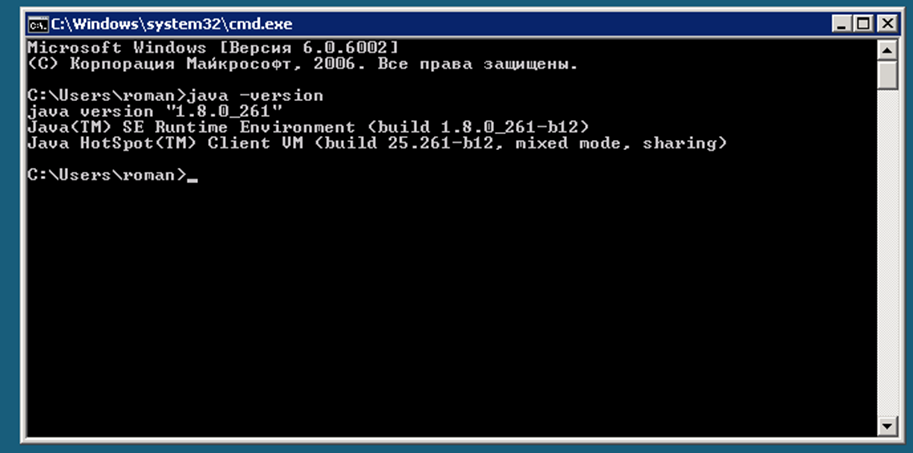 C:\Windows\system32\cmd.exe
Microsoft Windows [Версия 6.0.6002]
(C) Корпорация Майкрософт, 2006. Все права защищены.
C:\Users\roman>java -version
java version "1.8.0_261"
Java(TM) SE Runtime Environment (build 1.8.0_261-b12)
Java HotSpot(TM) Client VM (build 25.261-b12, mixed mode, sharing)
C:\Users\roman>_